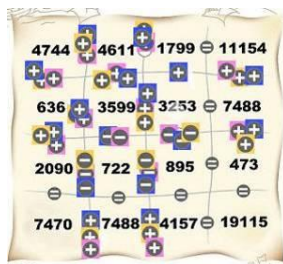 4744 + 4611 + 1799 = 11154
+ + + +
636 + 3599 + 3253 = 7488
+ - - +
2090 - 722 - 895 = 473
= = = =
7470 + 7488 + 4157 = 19115